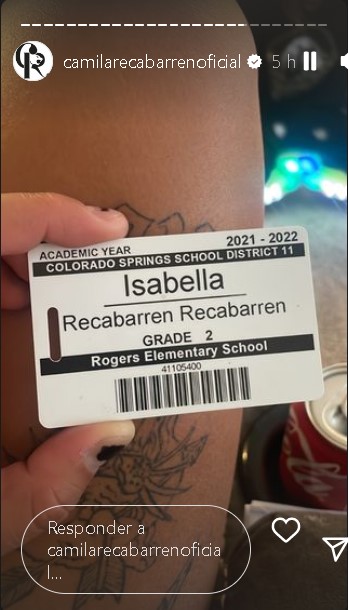 camilarecabarrenoficial 5 h
ACADEMIC YEAR 2021 - 2022
COLORADO SPRINGS SCHOOL DISTRICT 11
Isabella
Recabarren Recabarren
GRADE 2
Rogers Elementary School
41105400
Responder a
camilarecabarrenoficia
l...